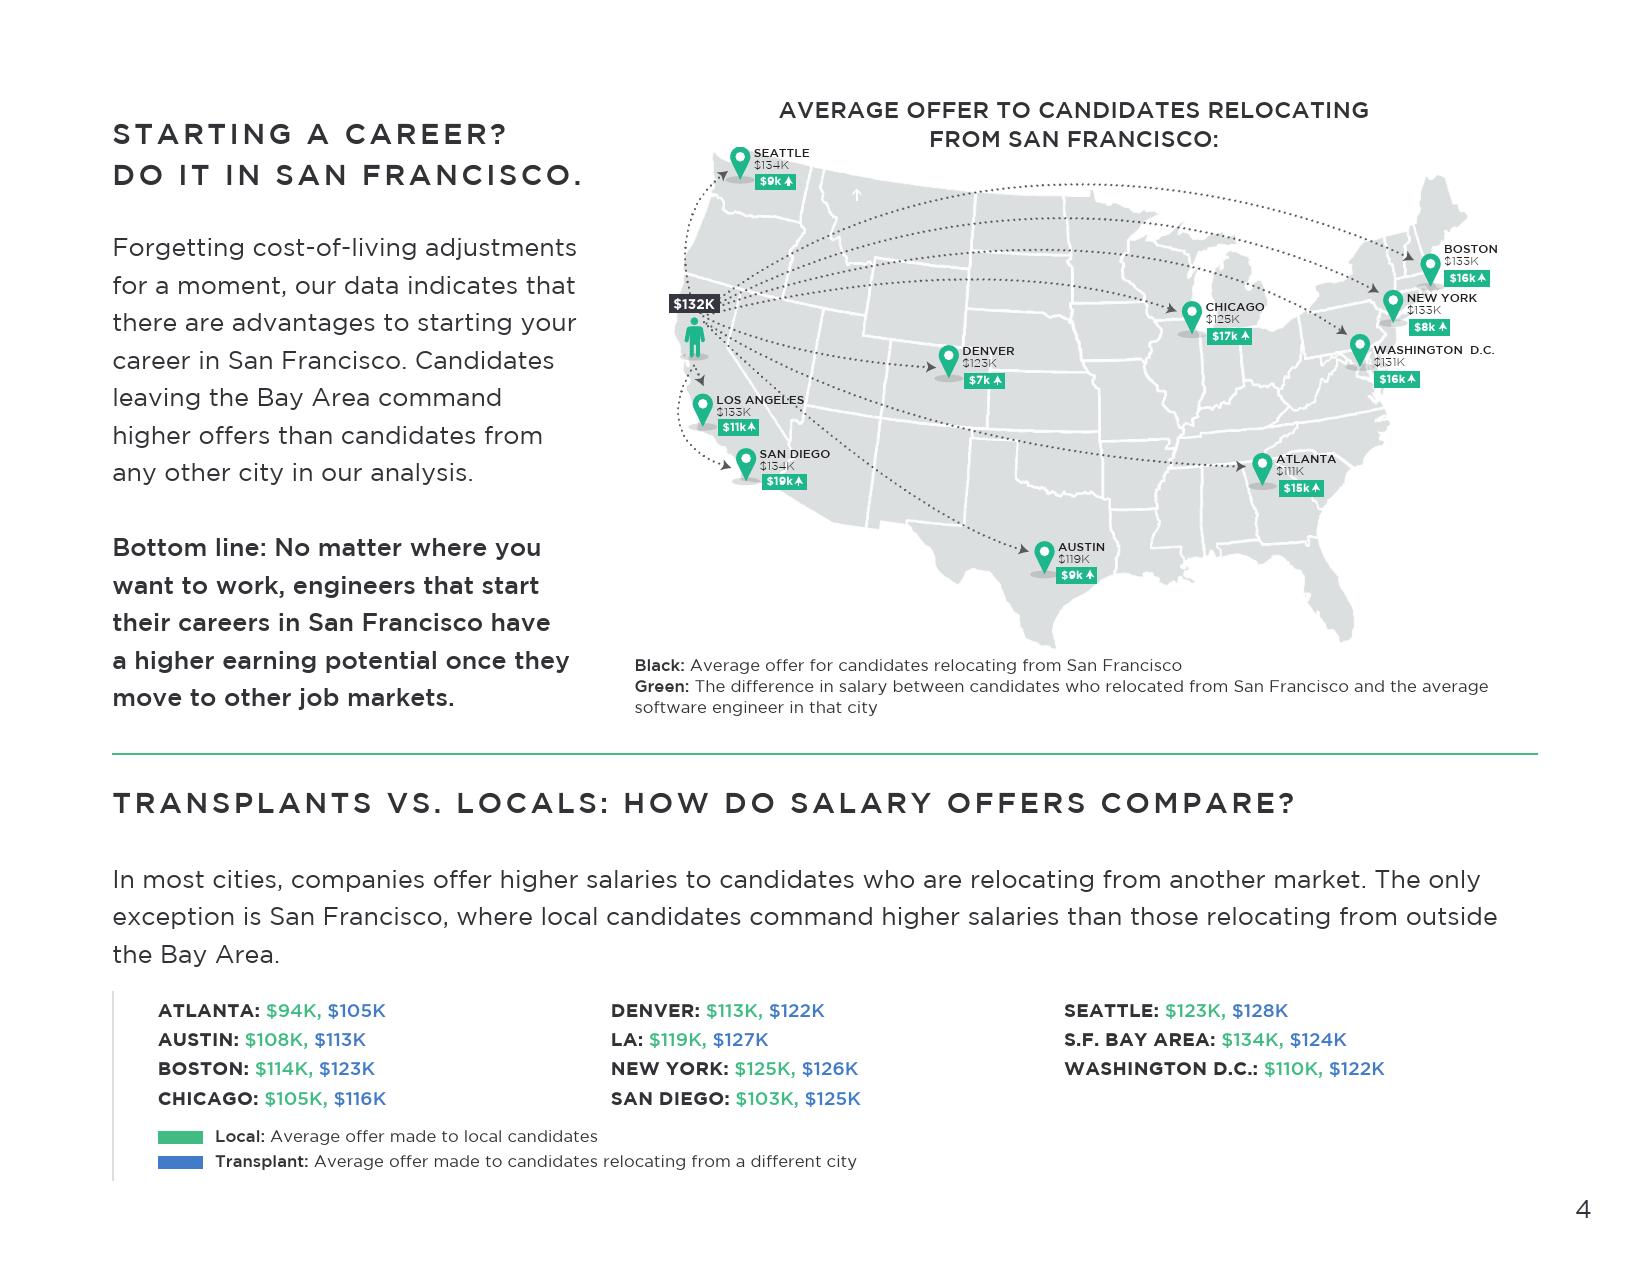 STARTING A CAREER?
DO IT IN SAN FRANCISCO.
Forgetting cost-of-living adjustments
for a moment, our data indicates that
there are advantages to starting your
career in San Francisco. Candidates
leaving the Bay Area command
higher offers than candidates from
any other city in our analysis.
Bottom line: No matter where you
want to work, engineers that start
their careers in San Francisco have
a higher earning potential once they
move to other job markets.
AVERAGE OFFER TO CANDIDATES RELOCATING
FROM SAN FRANCISCO:
SEATTLE
$134K
$9k
BOSTON
$133K
$16k
$132K
NEW YORK
$133K
$8k
CHICAGO
$125K
$17k
WASHINGTON D.C.
$131K
$16k
DENVER
$123K
$7k
LOS ANGELES
$133K
$11k
SAN DIEGO
$134K
$19k
ATLANTA
$111K
$15k
AUSTIN
$119K
$9k
Black: Average offer for candidates relocating from San Francisco
Green: The difference in salary between candidates who relocated from San Francisco and the average
software engineer in that city
TRANSPLANTS VS. LOCALS: HOW DO SALARY OFFERS COMPARE?
In most cities, companies offer higher salaries to candidates who are relocating from another market. The only
exception is San Francisco, where local candidates command higher salaries than those relocating from outside
the Bay Area.
ATLANTA: $94K, $105K
AUSTIN: $108K, $113K
BOSTON: $114K, $123K
CHICAGO: $105K, $116K
DENVER: $113K, $122K
LA: $119K, $127K
NEW YORK: $125K, $126K
SAN DIEGO: $103K, $125K
SEATTLE: $123K, $128K
S.F. BAY AREA: $134K, $124K
WASHINGTON D.C.: $110K, $122K
Local: Average offer made to local candidates
Transplant: Average offer made to candidates relocating from a different city
4